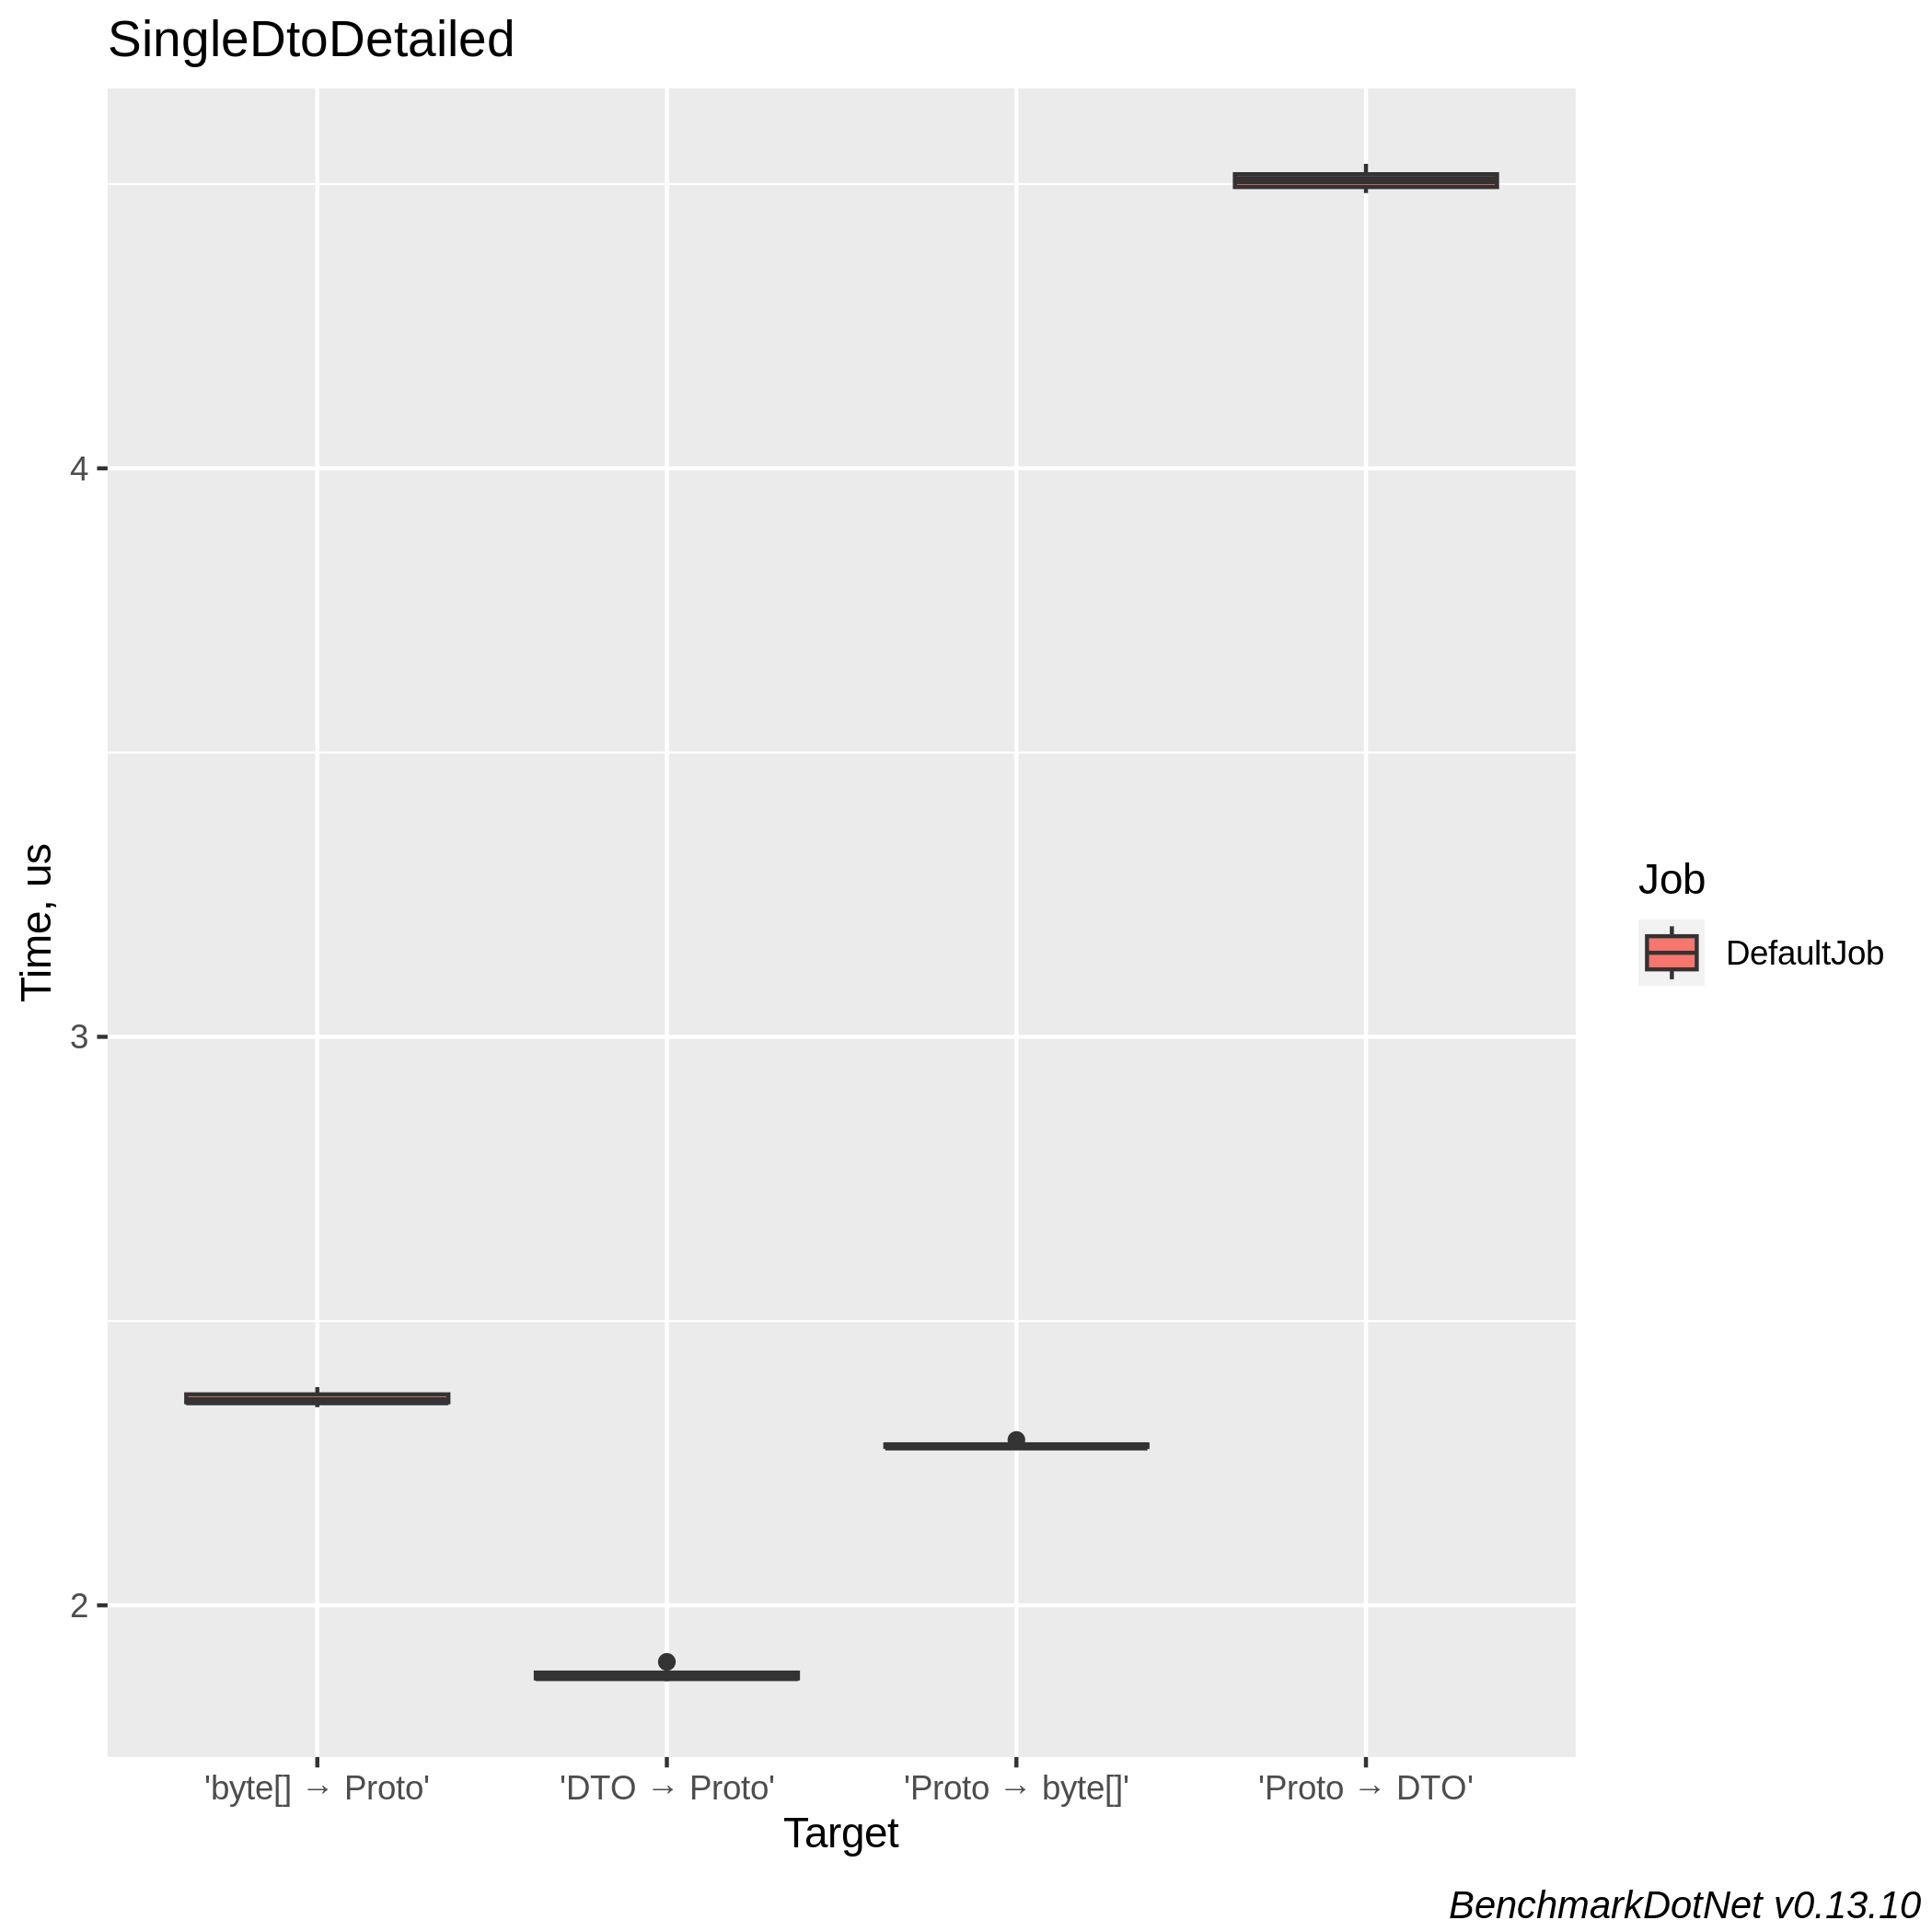 SingleDtoDetailed
Time, us
4
3
2
'byte[] → Proto'
'DTO → Proto'
'Proto → byte[]'
'Proto → DTO'
Target
Job
DefaultJob
BenchmarkDotNet v0.13.10